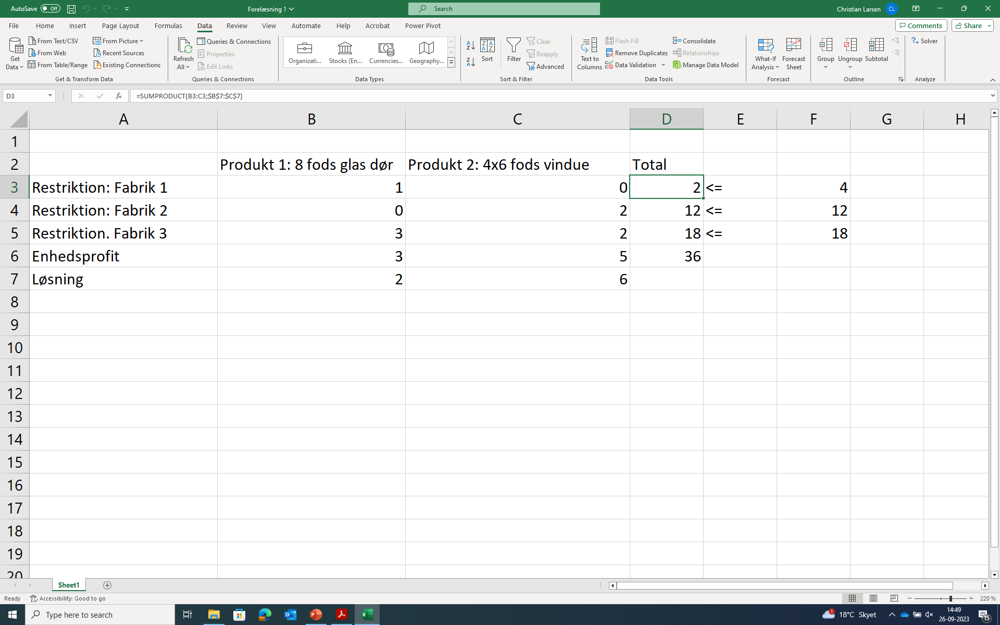 AutoSave Off Forelæsning 1 Search Christian Larsen CL
File Home Insert Page Layout Formulas Data Review View Automate Help Acrobat Power Pivot Comments Share
Get Data
From Text/CSV
From Web
From Table/Range
From Picture
Recent Sources
Existing Connections
Get & Transform Data
Refresh All
Queries & Connections
Properties
Edit Links
Queries & Connections
Organizati... Stocks (En... Currencies... Geography...
Data Types
Sort
Filter
Clear
Reapply
Advanced
Sort & Filter
Text to Columns
Flash Fill
Remove Duplicates
Data Validation
Consolidate
Relationships
Manage Data Model
Data Tools
What-If Analysis
Forecast Sheet
Forecast
Group Ungroup Subtotal
Outline
Solver
Analyze
D3 fx =SUMPRODUCT(B3:C3;$B$7:$C$7)
A B C D E F G H
1
2 Produkt 1: 8 fods glas dør Produkt 2: 4x6 fods vindue Total
3 Restriktion: Fabrik 1 1 0 2 <= 4
4 Restriktion: Fabrik 2 0 2 12 <= 12
5 Restriktion. Fabrik 3 3 2 18 <= 18
6 Enhedsprofit 3 5 36
7 Løsning 2 6
8
9
10
11
12
13
14
15
16
17
18
19
20
Sheet1
Ready Accessibility: Good to go 220 %
Type here to search 1 18°C Skyet 14:49
26-09-2023 15